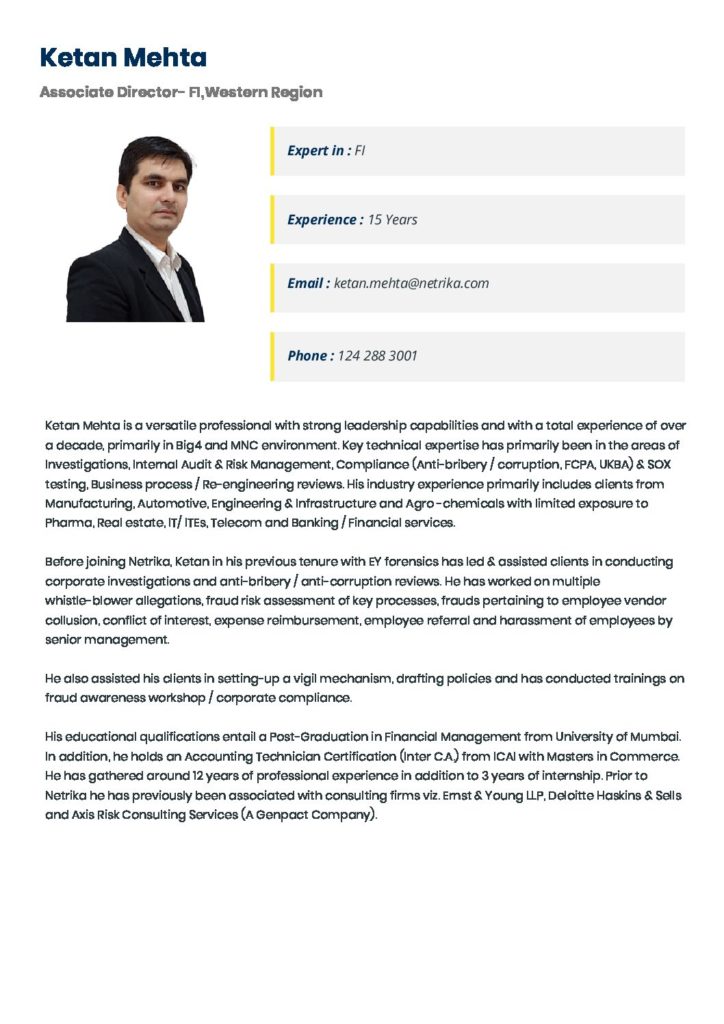 Ketan Mehta
Associate Director- FI,Western Region
Expert in : FI
Experience : 15 Years
Email : ketan.mehta@netrika.com
Phone : 124 288 3001
Ketan Mehta is a versatile professional with strong leadership capabilities and with a total experience of over
a decade, primarily in Big4 and MNC environment. Key technical expertise has primarily been in the areas of
Investigations, Internal Audit & Risk Management, Compliance (Anti-bribery / corruption, FCPA, UKBA) & SOX
testing, Business process / Re-engineering reviews. His industry experience primarily includes clients from
Manufacturing, Automotive, Engineering & Infrastructure and Agro-chemicals with limited exposure to
Pharma, Real estate, IT/ ITEs, Telecom and Banking / Financial services.
Before joining Netrika, Ketan in his previous tenure with EY forensics has led & assisted clients in conducting
corporate investigations and anti-bribery / anti-corruption reviews. He has worked on multiple
whistle-blower allegations, fraud risk assessment of key processes, frauds pertaining to employee vendor
collusion, conflict of interest, expense reimbursement, employee referral and harassment of employees by
senior management.
He also assisted his clients in setting-up a vigil mechanism, drafting policies and has conducted trainings on
fraud awareness workshop / corporate compliance.
His educational qualifications entail a Post-Graduation in Financial Management from University of Mumbai.
In addition, he holds an Accounting Technician Certification (Inter C.A.) from ICAI with Masters in Commerce.
He has gathered around 12 years of professional experience in addition to 3 years of internship. Prior to
Netrika he has previously been associated with consulting firms viz. Ernst & Young LLP, Deloitte Haskins & Sells
and Axis Risk Consulting Services (A Genpact Company).